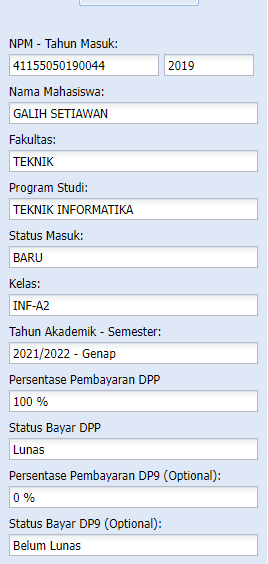 NPM - Tahun Masuk:
41155050190044 2019
Nama Mahasiswa:
GALIH SETIAWAN
Fakultas:
TEKNIK
Program Studi:
TEKNIK INFORMATIKA
Status Masuk:
BARU
Kelas:
INF-A2
Tahun Akademik - Semester:
2021/2022 - Genap
Persentase Pembayaran DPP
100 %
Status Bayar DPP
Lunas
Persentase Pembayaran DP9 (Optional):
0 %
Status Bayar DP9 (Optional):
Belum Lunas